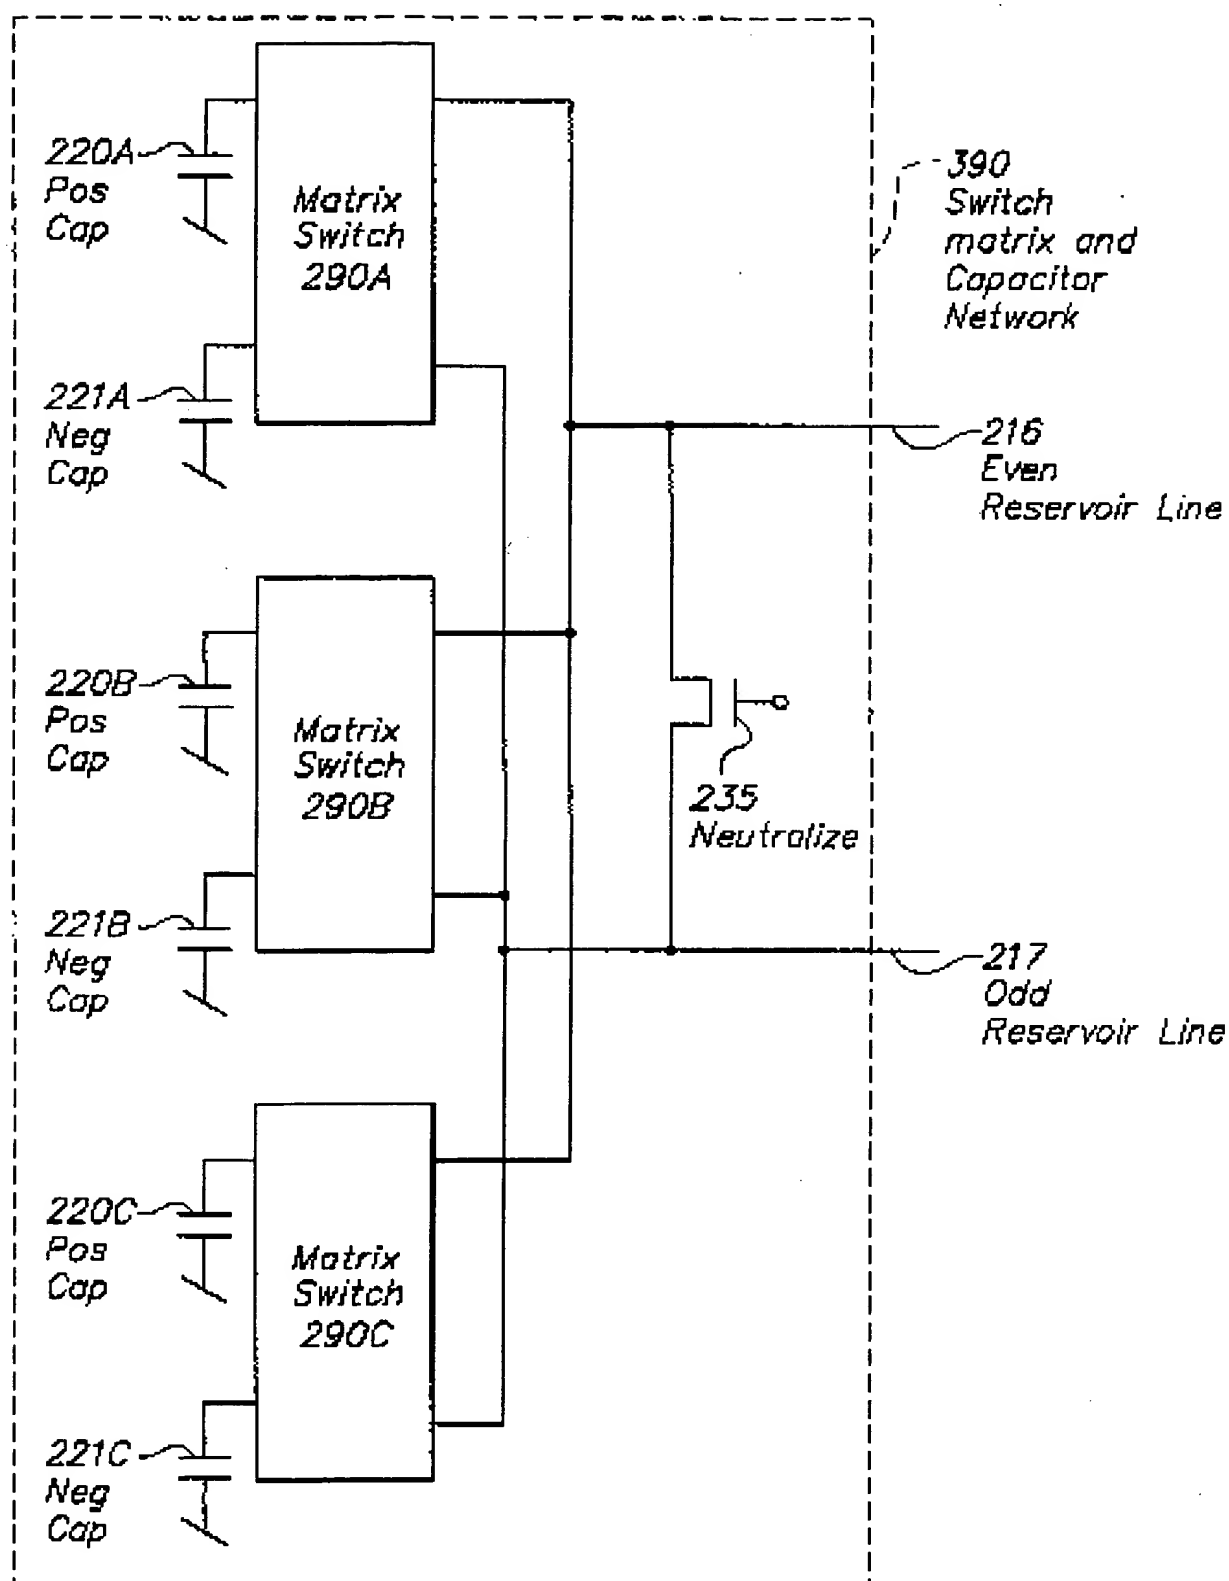 220A
Pos
Cap
Matrix
Switch
290A
390
Switch
matrix and
Capacitor
Network
221A
Neg
Cap
216
Even
Reservoir Line
220B
Pos
Cap
Matrix
Switch
290B
235
Neutralize
221B
Neg
Cap
217
Odd
Reservoir Line
220C
Pos
Cap
Matrix
Switch
290C
221C
Neg
Cap